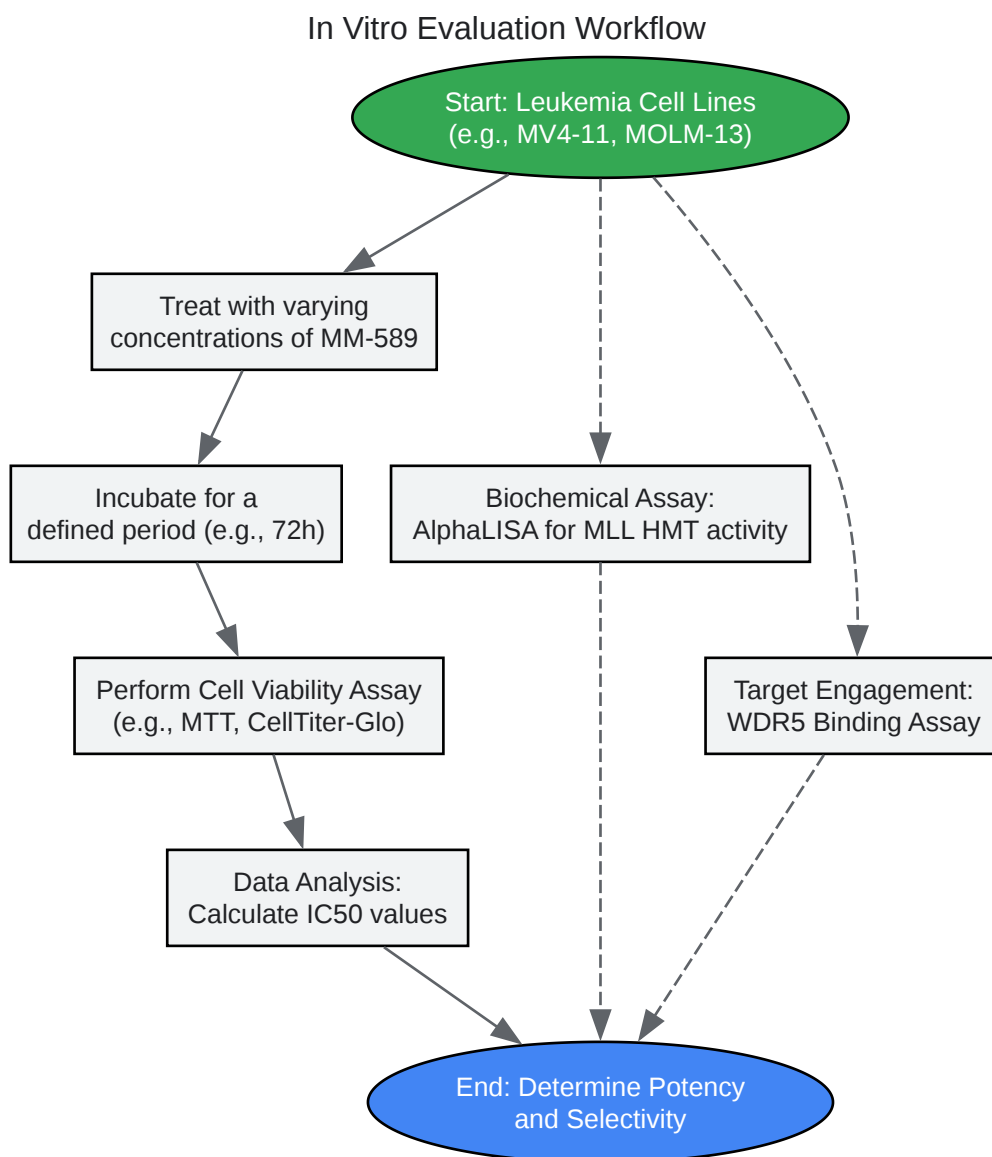 In Vitro Evaluation Workflow
Start: Leukemia Cell Lines
(e.g., MV4-11, MOLM-13)
Treat with varying
concentrations of MM-589
Incubate for a
defined period (e.g., 72h)
Biochemical Assay:
AlphaLISA for MLL HMT activity
Perform Cell Viability Assay
(e.g., MTT, CellTiter-Glo)
Target Engagement:
WDR5 Binding Assay
Data Analysis:
Calculate IC50 values
End: Determine Potency
and Selectivity